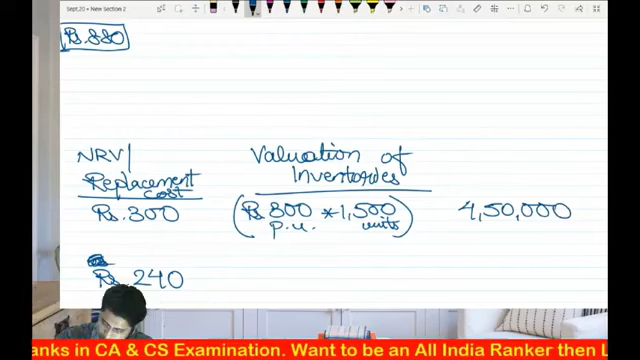 Sept 20 • New Section 2
Rs.880
NRV/
Replacement
cost
Valuation of
Inventories
Rs.300
(Rs 300 * 1,500
p.u. units)
4,50,000
Rs 240
anks in CA & CS Examination. Want to be an All India Ranker then L